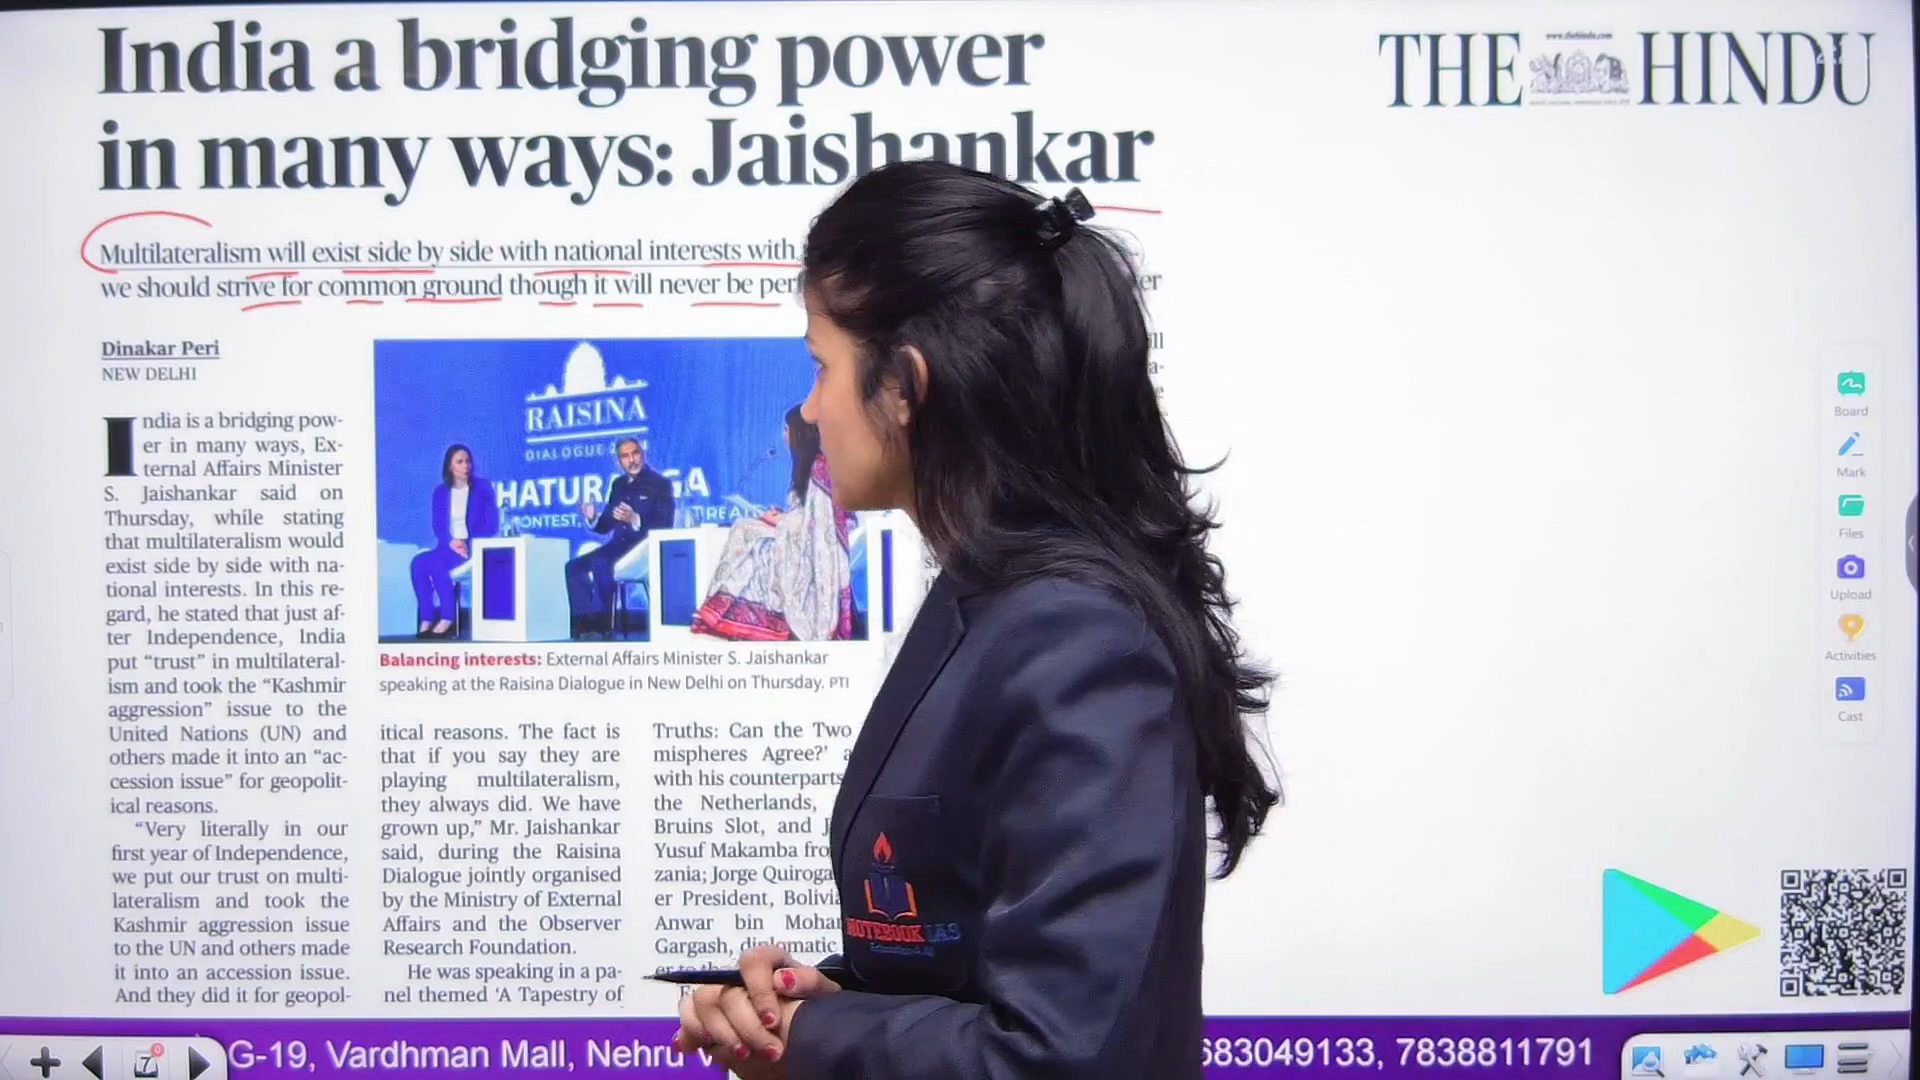 India a bridging power
in many ways: Jaishankar
www.thehindu.com
THE HINDU
Multilateralism will exist side by side with national interests with
we should strive for common ground though it will never be
Dinakar Peri
NEW DELHI
India is a bridging pow-
er in many ways, Ex-
ternal Affairs Minister
S. Jaishankar said on
Thursday, while stating
that multilateralism would
exist side by side with na-
tional interests. In this re-
gard, he stated that just af-
ter Independence, India
put “trust” in multilateral-
ism and took the “Kashmir
aggression” issue to the
United Nations (UN) and
others made it into an “ac-
cession issue” for geopolit-
ical reasons.
“Very literally in our
first year of Independence,
we put our trust on multi-
lateralism and took the
Kashmir aggression issue
to the UN and others made
it into an accession issue.
And they did it for geopol-
RAISINA
DIALOGUE
CONTEST,
Balancing interests: External Affairs Minister S. Jaishankar
speaking at the Raisina Dialogue in New Delhi on Thursday. PTI
itical reasons. The fact is
that if you say they are
playing multilateralism,
they always did. We have
grown up,” Mr. Jaishankar
said, during the Raisina
Dialogue jointly organised
by the Ministry of External
Affairs and the Observer
Research Foundation.
He was speaking in a pa-
nel themed ‘A Tapestry of
Truths: Can the Two
mispheres Agree?’
with his counterparts
the Netherlands,
Bruins Slot, and
Yusuf Makamba
zania; Jorge Quiroga
er President,
Anwar bin
Gargash, diplomatic
NOTEBOOK IAS
Board
Mark
Files
Upload
Activities
Cast
7
0
G-19, Vardhman Mall, Nehru
683049133, 7838811791